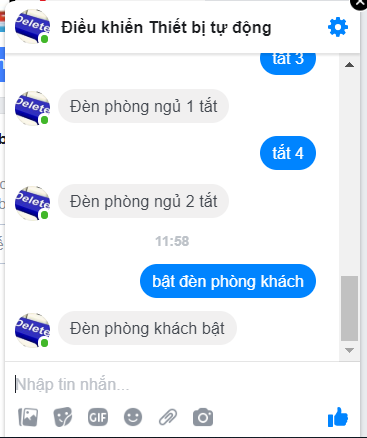 Điều khiển Thiết bị tự động
tắt 3
Đèn phòng ngủ 1 tắt
tắt 4
Đèn phòng ngủ 2 tắt
11:58
bật đèn phòng khách
Đèn phòng khách bật
Nhập tin nhắn...
GIF